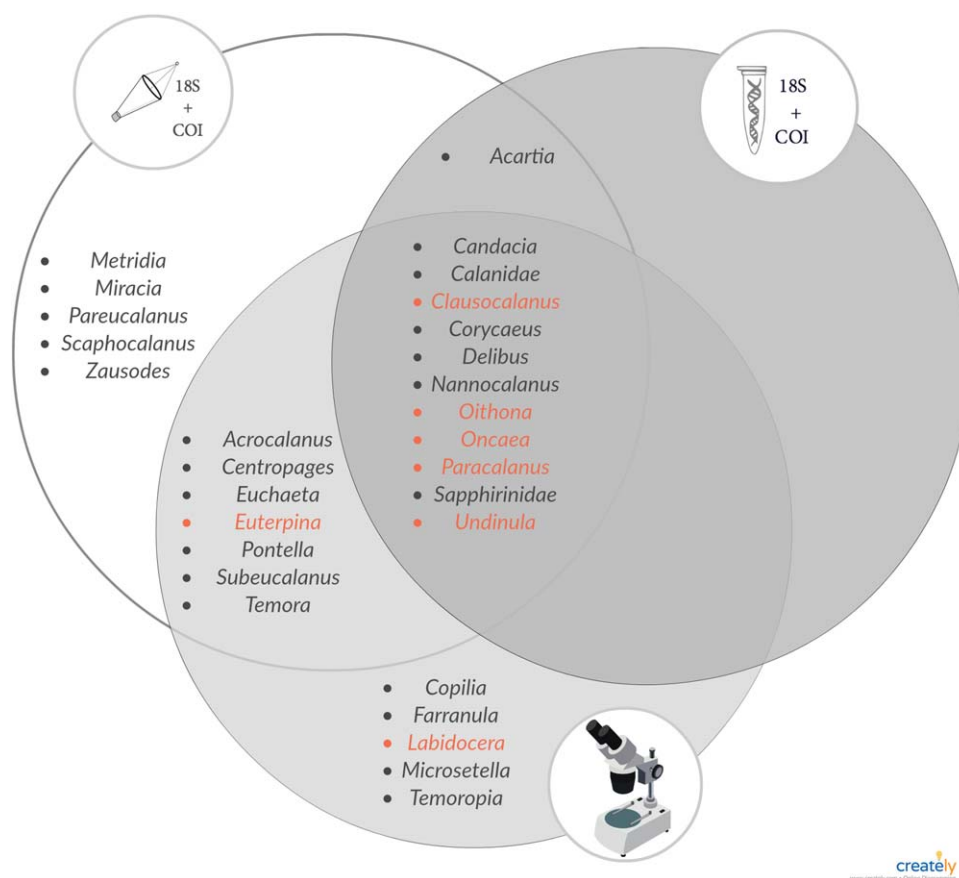 18S
+
COI
18S
+
COI
Acartia
Metridia
Miracia
Pareucalanus
Scaphocalanus
Zausodes
Candacia
Calanidae
Clausocalanus
Corycaeus
Delibus
Nannocalanus
Oithona
Oncaea
Paracalanus
Sapphirinidae
Undinula
Acrocalanus
Centropages
Euchaeta
Euterpina
Pontella
Subeucalanus
Temora
Copilia
Farranula
Labidocera
Microsetella
Temoropia
creately